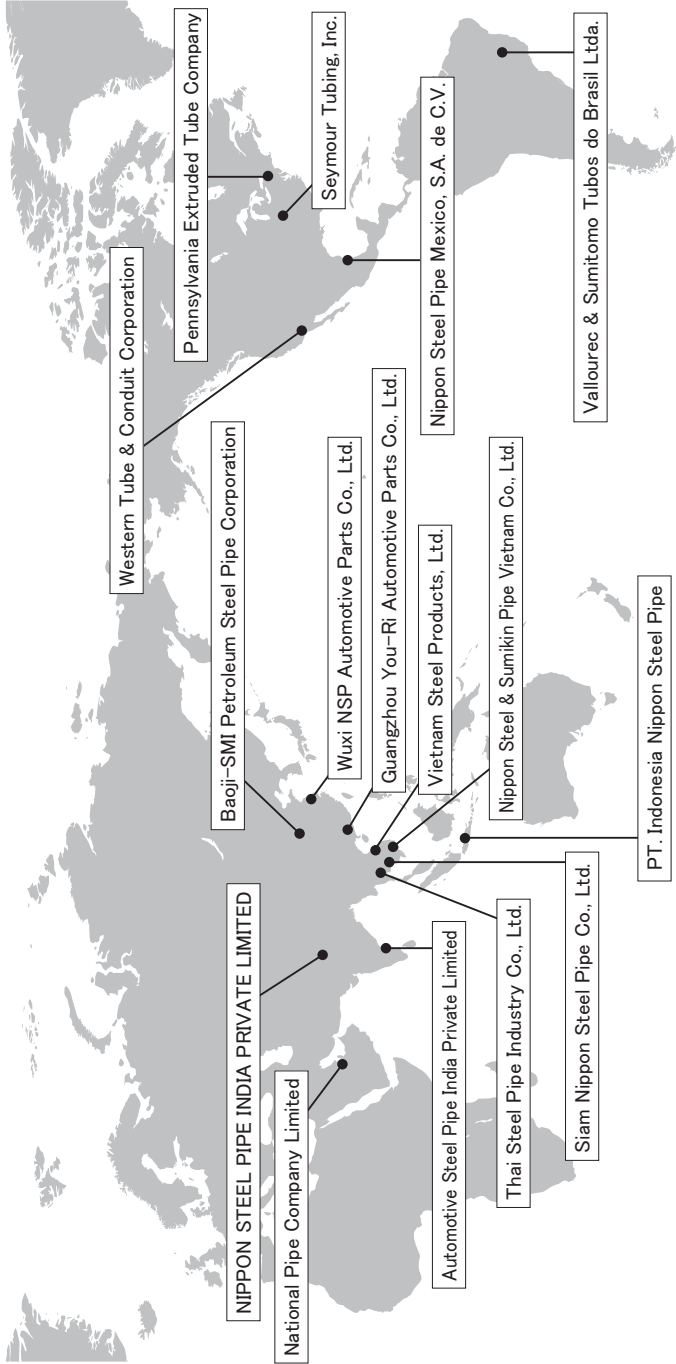 Western Tube & Conduit Corporation
Pennsylvania Extruded Tube Company
Seymour Tubing, Inc.
Nippon Steel Pipe Mexico, S.A. de C.V.
Vallourec & Sumitomo Tubos do Brasil Ltda.
Baoji-SMI Petroleum Steel Pipe Corporation
Wuxi NSP Automotive Parts Co., Ltd.
Guangzhou You-Ri Automotive Parts Co., Ltd.
Vietnam Steel Products, Ltd.
Nippon Steel & Sumikin Pipe Vietnam Co., Ltd.
PT. Indonesia Nippon Steel Pipe
NIPPON STEEL PIPE INDIA PRIVATE LIMITED
National Pipe Company Limited
Automotive Steel Pipe India Private Limited
Thai Steel Pipe Industry Co., Ltd.
Siam Nippon Steel Pipe Co., Ltd.